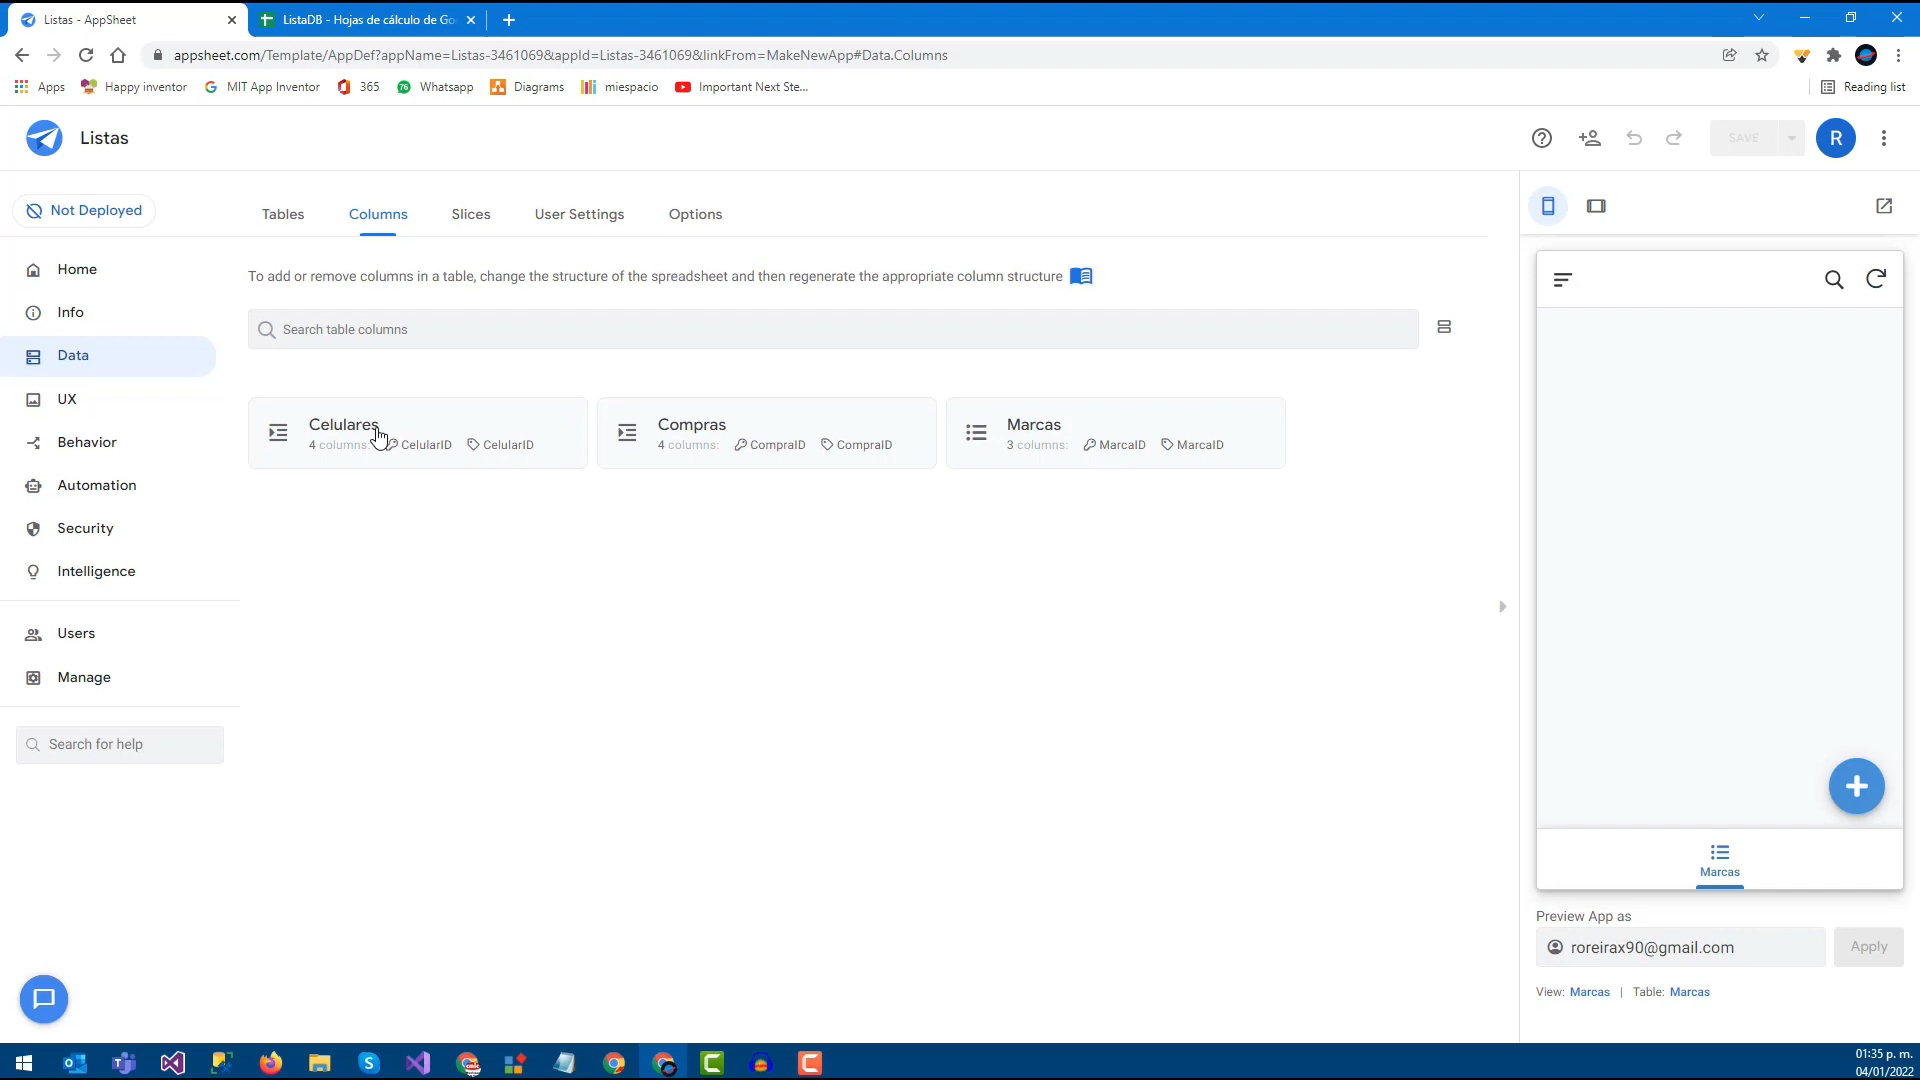 Listas - AppSheet
ListaDB - Hojas de cálculo de Go
appsheet.com/Template/AppDef?appName=Listas-3461069&appId=Listas-3461069&linkFrom=MakeNewApp#Data.Columns
Apps Happy inventor MIT App Inventor 365 Whatsapp Diagrams miespacio Important Next Ste... Reading list
Listas
SAVE
R
Not Deployed
Tables Columns Slices User Settings Options
Home
Info
Data
UX
Behavior
Automation
Security
Intelligence
Users
Manage
Search for help
To add or remove columns in a table, change the structure of the spreadsheet and then regenerate the appropriate column structure
Search table columns
Celulares
4 columns: CelularID CelularID
Compras
4 columns: CompraID CompraID
Marcas
3 columns: MarcaID MarcaID
Marcas
Preview App as
roreirax90@gmail.com
Apply
View: Marcas | Table: Marcas
01:35 p. m.
04/01/2022